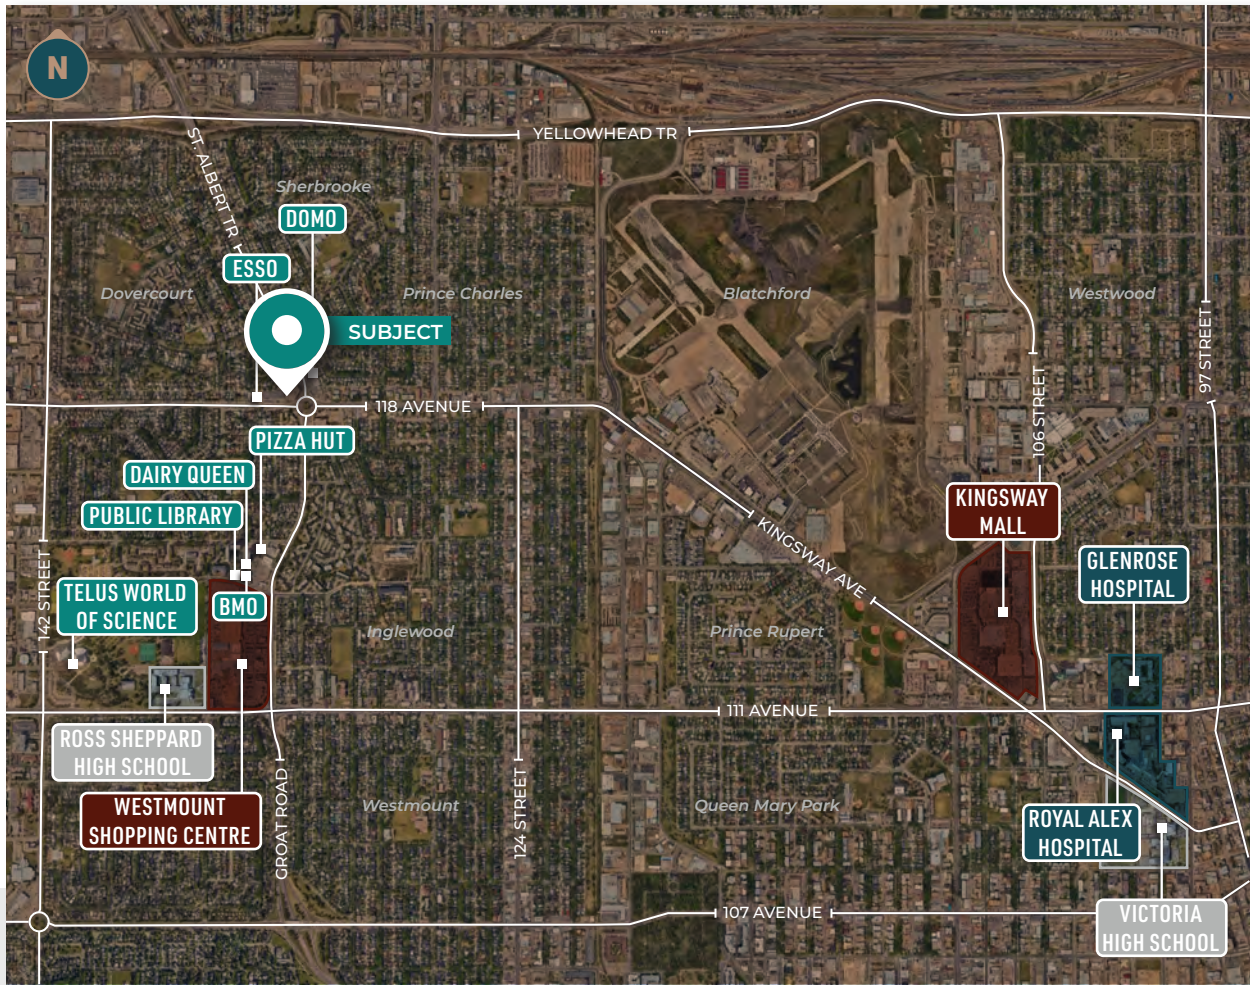 N
YELLOWHEAD TR
ST. ALBERT TR
Sherbrooke
DOMO
ESSO
Dovercourt
Prince Charles
Blatchford
Westwood
SUBJECT
97 STREET
118 AVENUE
106 STREET
PIZZA HUT
DAIRY QUEEN
PUBLIC LIBRARY
KINGSWAY
MALL
KINGSWAY AVE
142 STREET
TELUS WORLD
OF SCIENCE
BMO
GLENROSE
HOSPITAL
Inglewood
Prince Rupert
111 AVENUE
ROSS SHEPPARD
HIGH SCHOOL
WESTMOUNT
SHOPPING CENTRE
GROAT ROAD
Westmount
124 STREET
Queen Mary Park
ROYAL ALEX
HOSPITAL
107 AVENUE
VICTORIA
HIGH SCHOOL